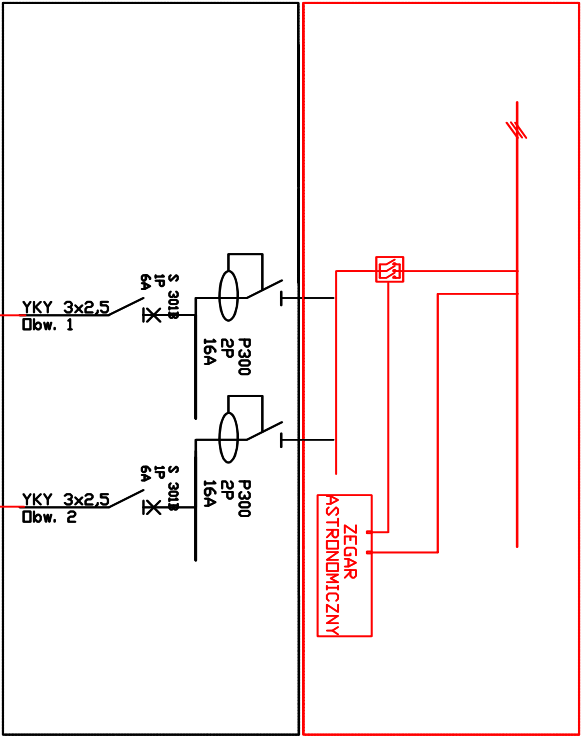 S 301B
1P
6A
YKY 3x2,5
Obw. 1
P300
2P
16A
S 301B
1P
6A
YKY 3x2,5
Obw. 2
P300
2P
16A
ZEGAR
ASTRONOMICZNY